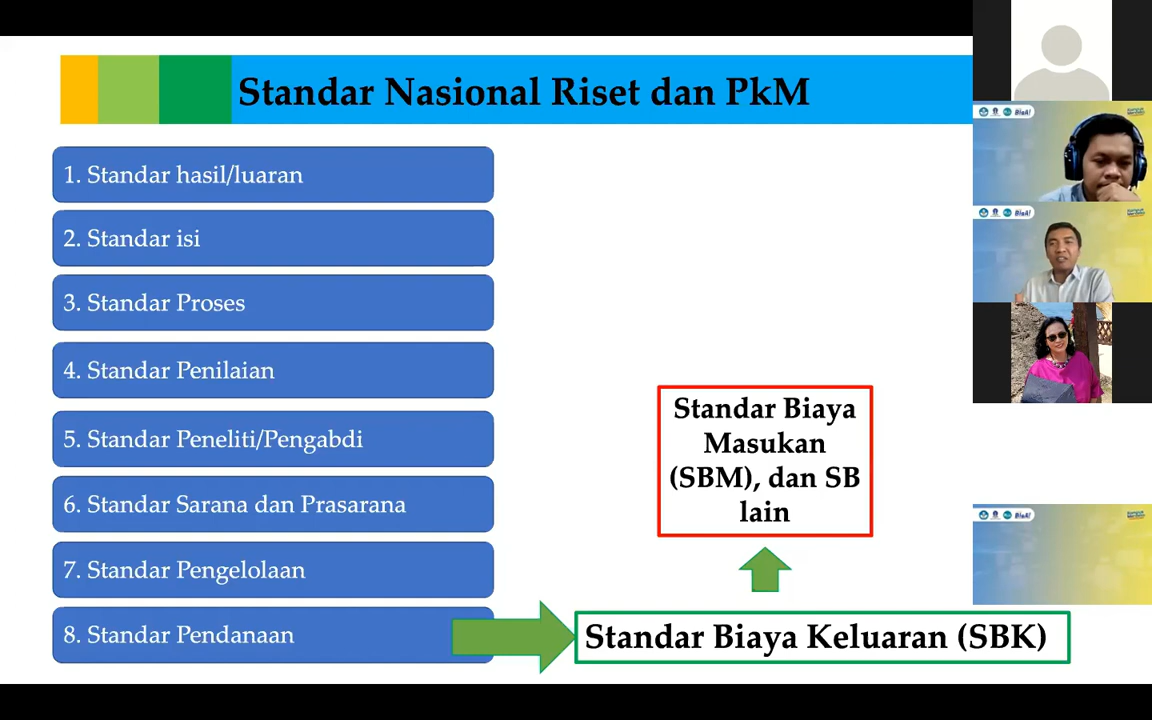 Standar Nasional Riset dan PkM
1. Standar hasil/luaran
2. Standar isi
3. Standar Proses
4. Standar Penilaian
5. Standar Peneliti/Pengabdi
6. Standar Sarana dan Prasarana
7. Standar Pengelolaan
8. Standar Pendanaan
Standar Biaya
Masukan
(SBM), dan SB
lain
Standar Biaya Keluaran (SBK)